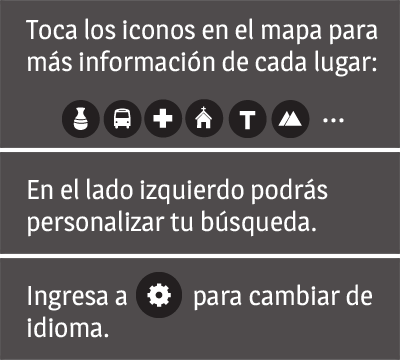 Toca los iconos en el mapa para
más información de cada lugar:
T ...
En el lado izquierdo podrás
personalizar tu búsqueda.
Ingresa a para cambiar de
idioma.